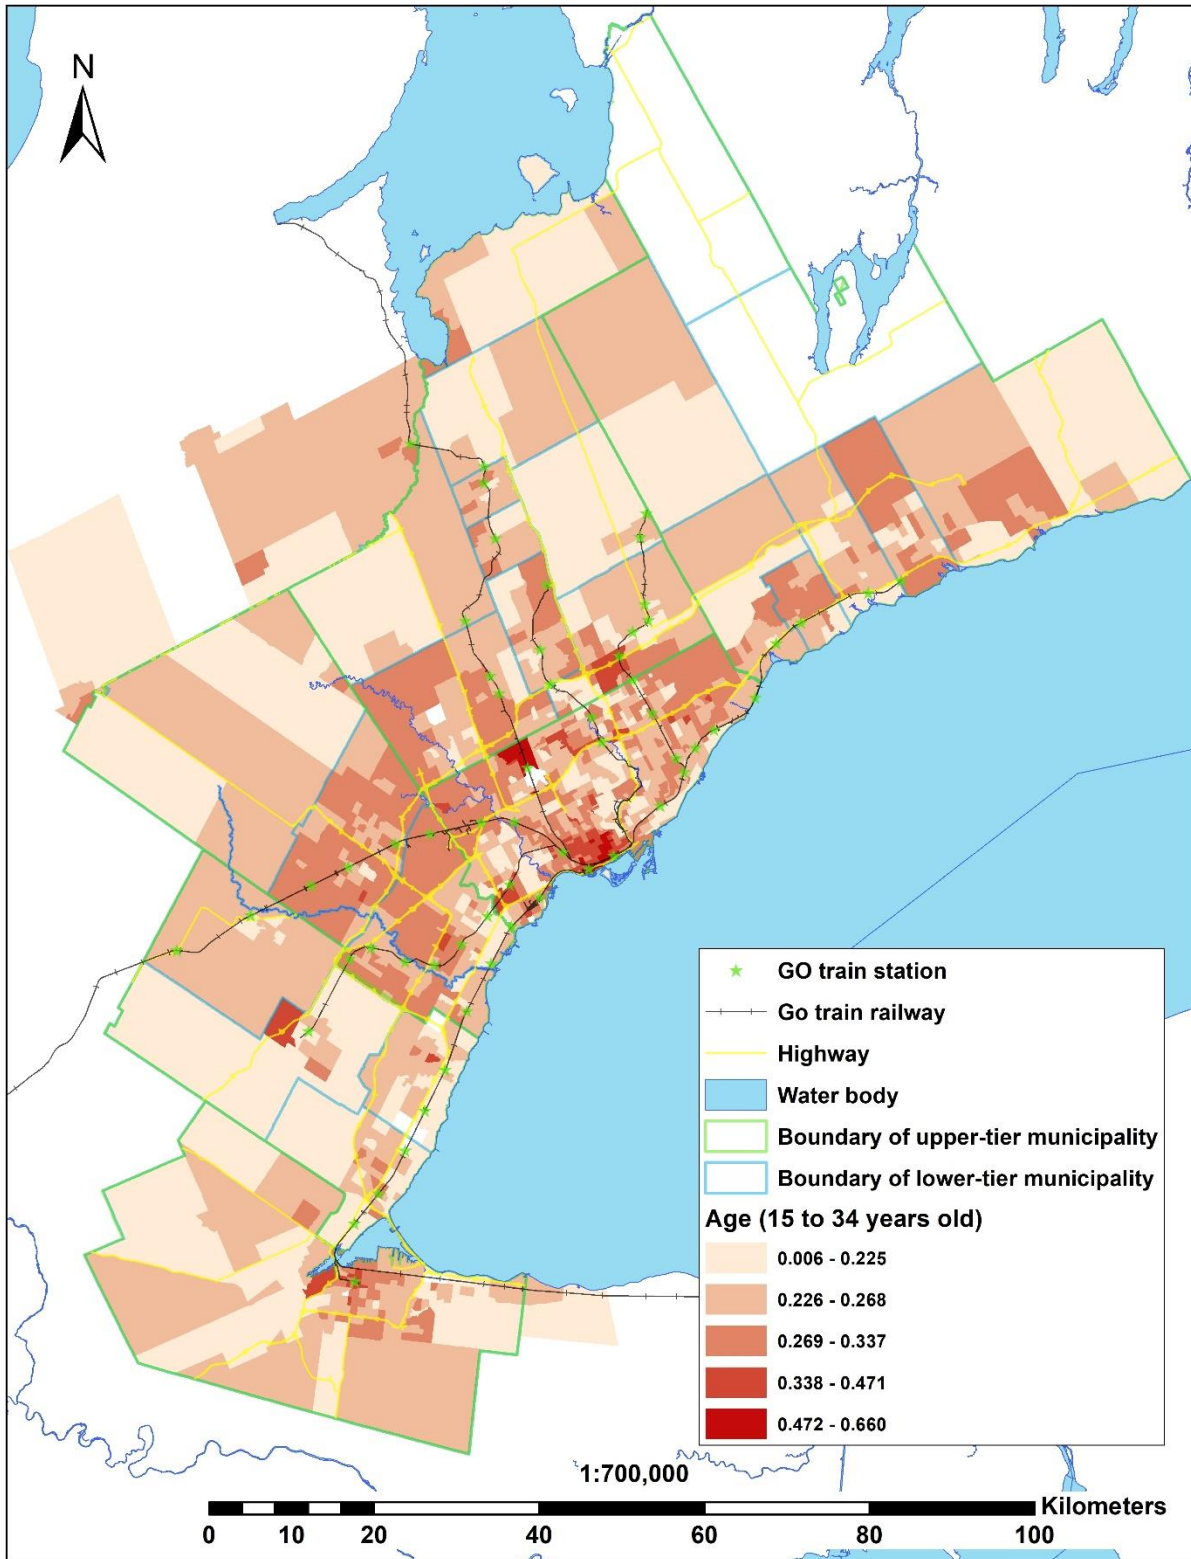 N
GO train station
Go train railway
Highway
Water body
Boundary of upper-tier municipality
Boundary of lower-tier municipality
Age (15 to 34 years old)
0.006 - 0.225
0.226 - 0.268
0.269 - 0.337
0.338 - 0.471
0.472 - 0.660
1:700,000
Kilometers
0 10 20 40 60 80 100